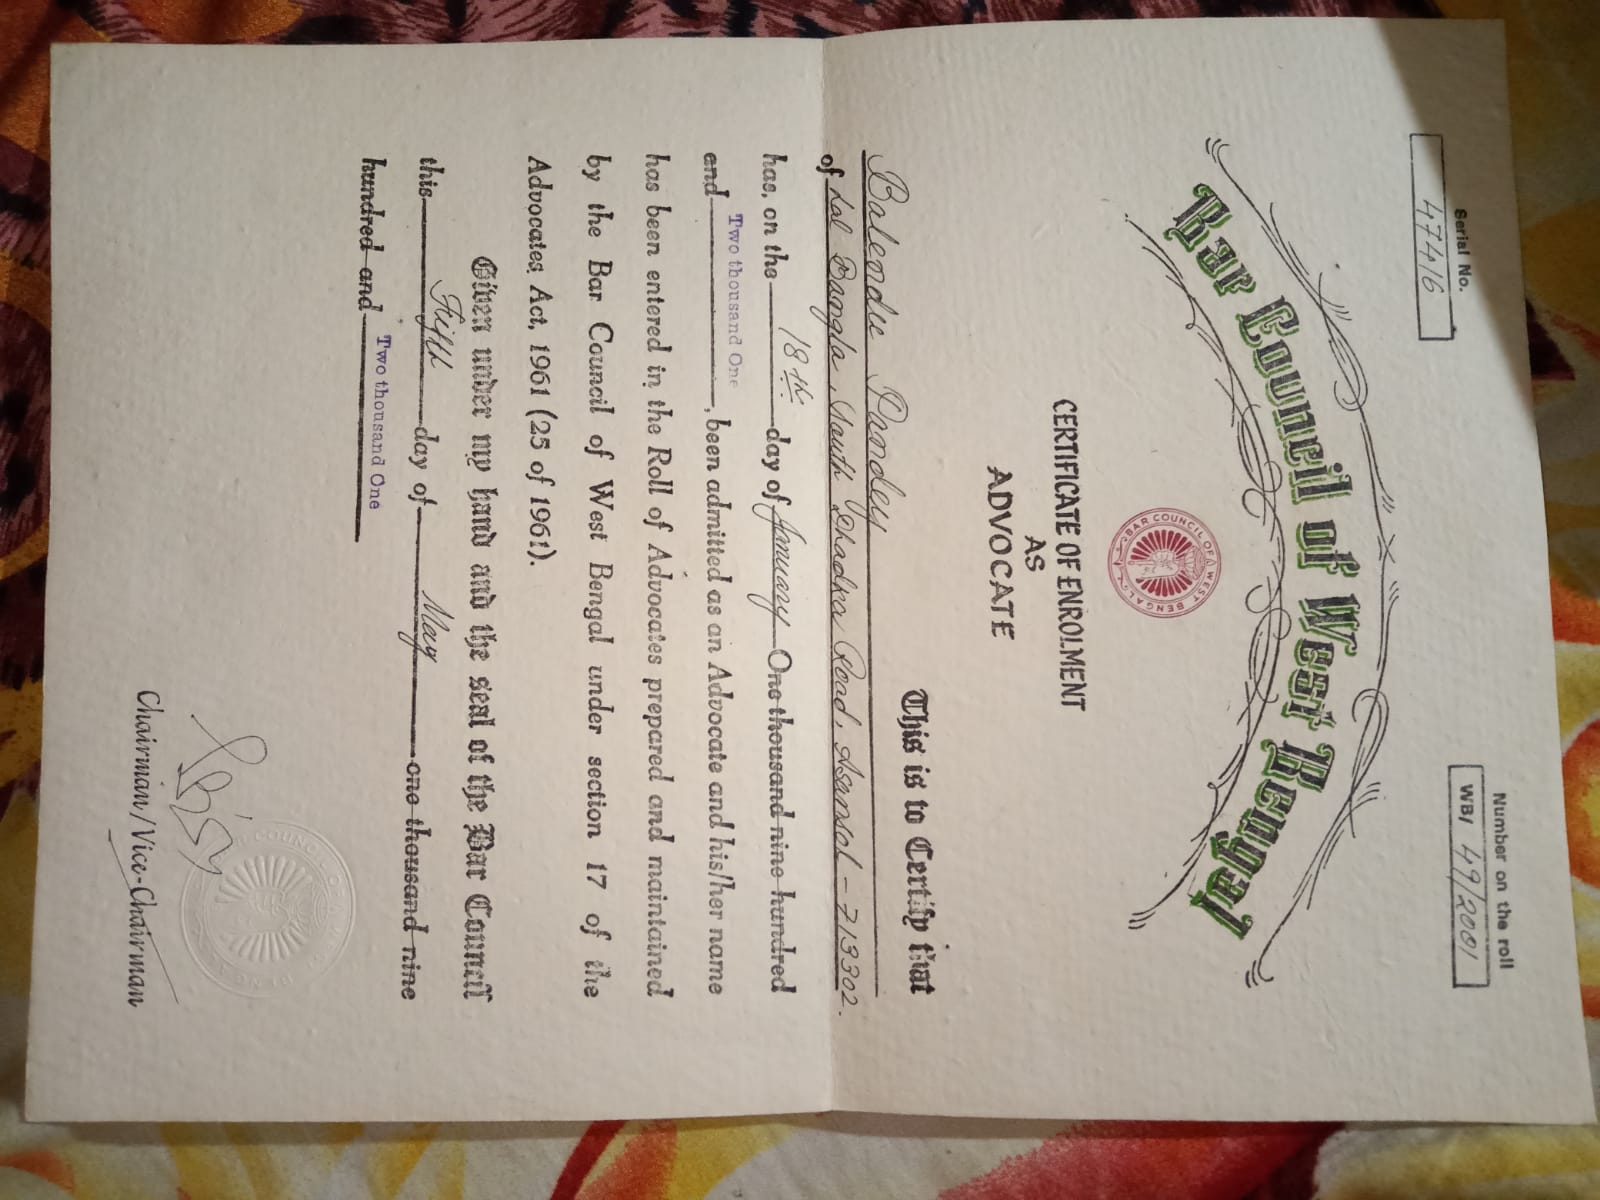 Serial No.
474/6
Number on the roll
WB/ 49/2001
Bar Council of West Bengal
BAR COUNCIL OF WEST BENGAL
CERTIFICATE OF ENROLMENT
AS
ADVOCATE
This is to Certify that
Balendu Pandey
of Lal Bangla, South Dhadka Road, Asansol - 713302.
has, on the 18th day of January One thousand nine hundred
Two thousand One
and , been admitted as an Advocate and his/her name
has been entered in the Roll of Advocates prepared and maintained
by the Bar Council of West Bengal under section 17 of the
Advocates Act, 1961 (25 of 1961).
Given under my hand and the seal of the Bar Council
this Fifth day of May one thousand nine
hundred and Two thousand One
Chairman/Vice-Chairman